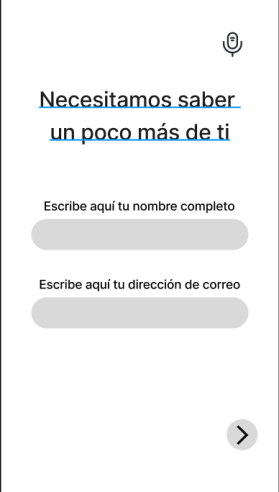 Necesitamos saber
un poco más de ti
Escribe aquí tu nombre completo
Escribe aquí tu dirección de correo